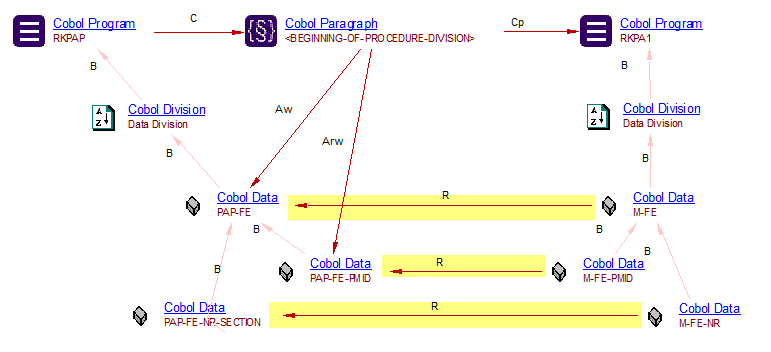 Cobol Program
RKPAP
C
Cobol Paragraph
<BEGINNING-OF-PROCEDURE-DIVISION>
Cp
Cobol Program
RKPA1
B
B
A
Z
Cobol Division
Data Division
Aw
Arw
A
Z
Cobol Division
Data Division
B
B
Cobol Data
PAP-FE
R
Cobol Data
M-FE
B
B
B
B
Cobol Data
PAP-FE-PMID
R
Cobol Data
M-FE-PMID
B
Cobol Data
PAP-FE-NR-SECTION
R
Cobol Data
M-FE-NR